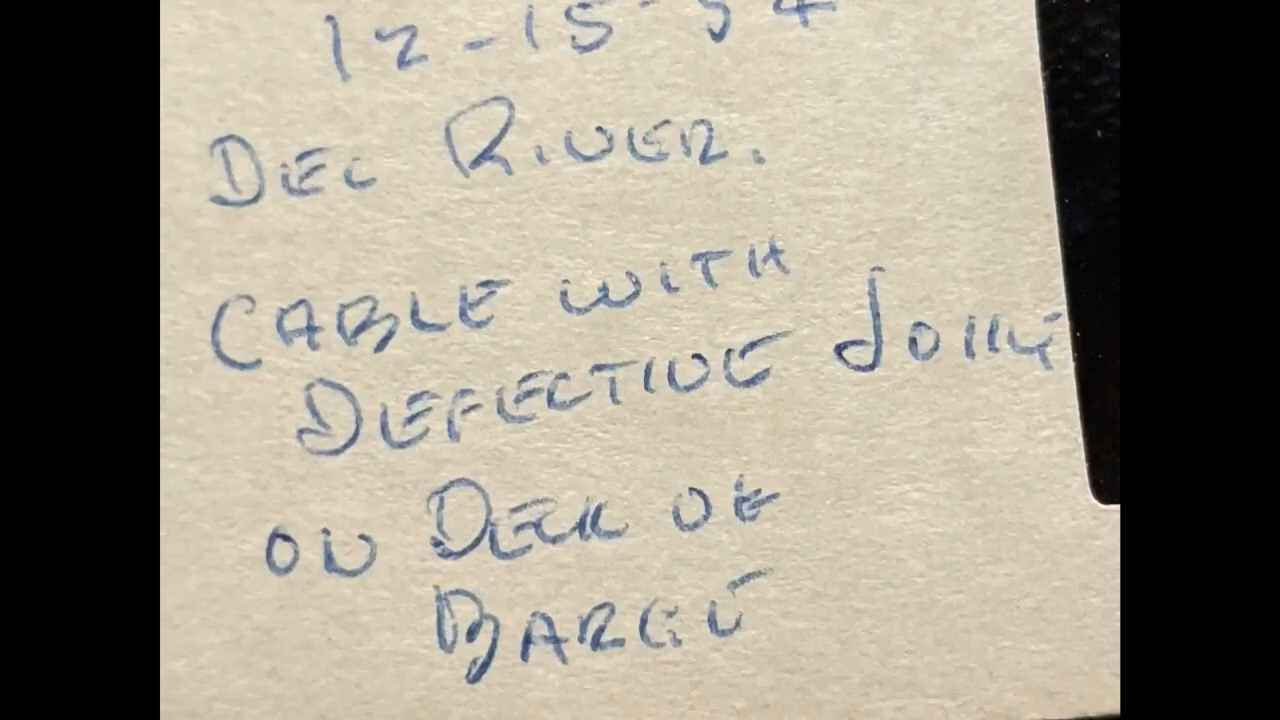 12-15-54
DEL RIVER.
CABLE WITH
DEFECTIVE JOINT
ON DECK OF
BARGE